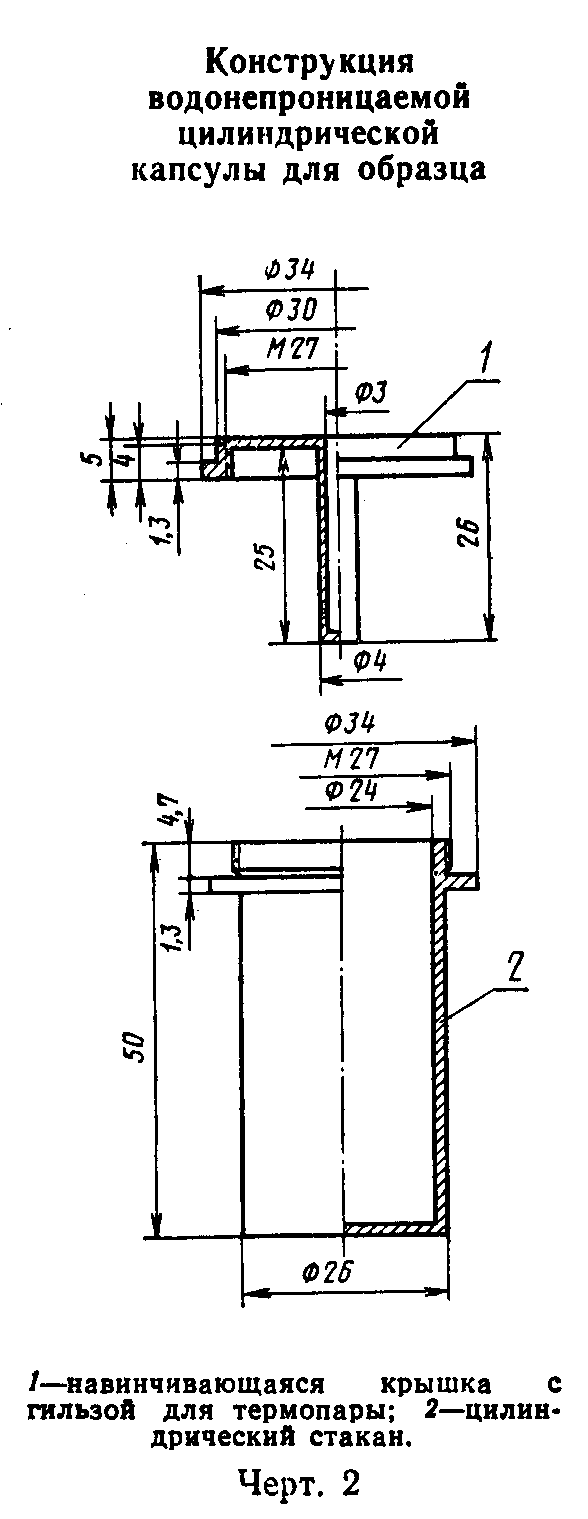 Конструкция
водонепроницаемой
цилиндрической
капсулы для образца
Ф34
Ф30
М27
1
Ф3
5
4
1,3
25
26
Ф4
Ф34
М27
Ф24
4,7
1,3
2
50
Ф26
1—навинчивающаяся крышка с
гильзой для термопары; 2—цилин-
дрический стакан.
Черт. 2